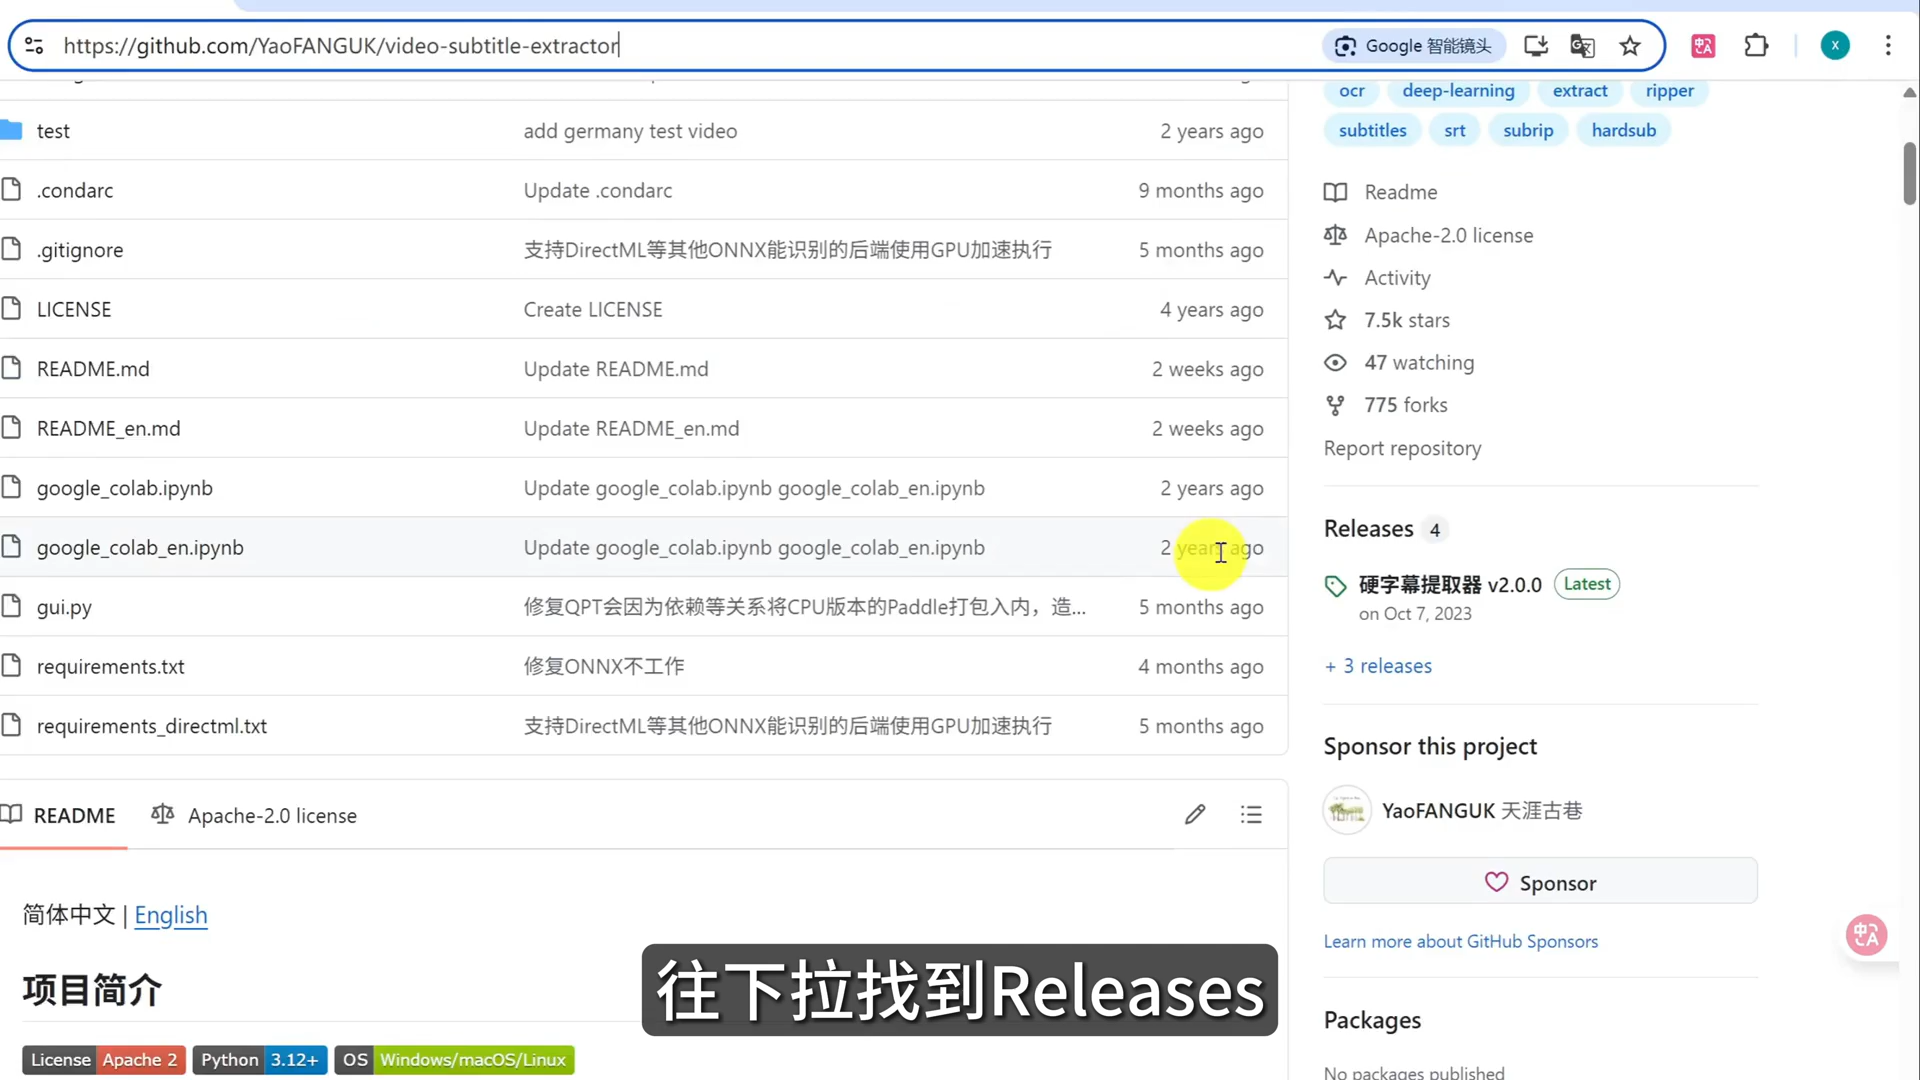 https://github.com/YaoFANGUK/video-subtitle-extractor
Google 智能镜头
x
test
add germany test video
2 years ago
.condarc
Update .condarc
9 months ago
.gitignore
支持DirectML等其他ONNX能识别的后端使用GPU加速执行
5 months ago
LICENSE
Create LICENSE
4 years ago
README.md
Update README.md
2 weeks ago
README_en.md
Update README_en.md
2 weeks ago
google_colab.ipynb
Update google_colab.ipynb google_colab_en.ipynb
2 years ago
google_colab_en.ipynb
Update google_colab.ipynb google_colab_en.ipynb
2 years ago
gui.py
修复QPT会因为依赖等关系将CPU版本的Paddle打包入内，造...
5 months ago
requirements.txt
修复ONNX不工作
4 months ago
requirements_directml.txt
支持DirectML等其他ONNX能识别的后端使用GPU加速执行
5 months ago
README
Apache-2.0 license
简体中文 | English
项目简介
License Apache 2
Python 3.12+
OS Windows/macOS/Linux
ocr deep-learning extract ripper
subtitles srt subrip hardsub
Readme
Apache-2.0 license
Activity
7.5k stars
47 watching
775 forks
Report repository
Releases 4
硬字幕提取器 v2.0.0 Latest
on Oct 7, 2023
+ 3 releases
Sponsor this project
YaoFANGUK 天涯古巷
Sponsor
Learn more about GitHub Sponsors
Packages
No packages published
往下拉找到Releases